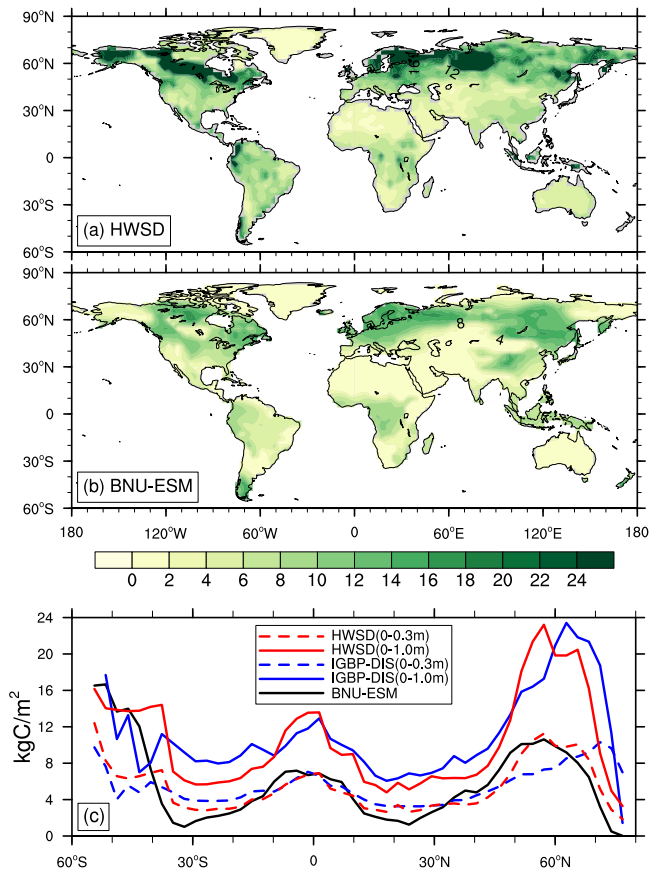 90°N
60°N
30°N
0
30°S
60°S
16
12
(a) HWSD
90°N
60°N
30°N
0
30°S
60°S
8
4
(b) BNU-ESM
180 120°W 60°W 0 60°E 120°E 180
0 2 4 6 8 10 12 14 16 18 20 22 24
24
20
16
12
8
4
0
kgC/m²
HWSD(0-0.3m)
HWSD(0-1.0m)
IGBP-DIS(0-0.3m)
IGBP-DIS(0-1.0m)
BNU-ESM
(c)
60°S 30°S 0 30°N 60°N